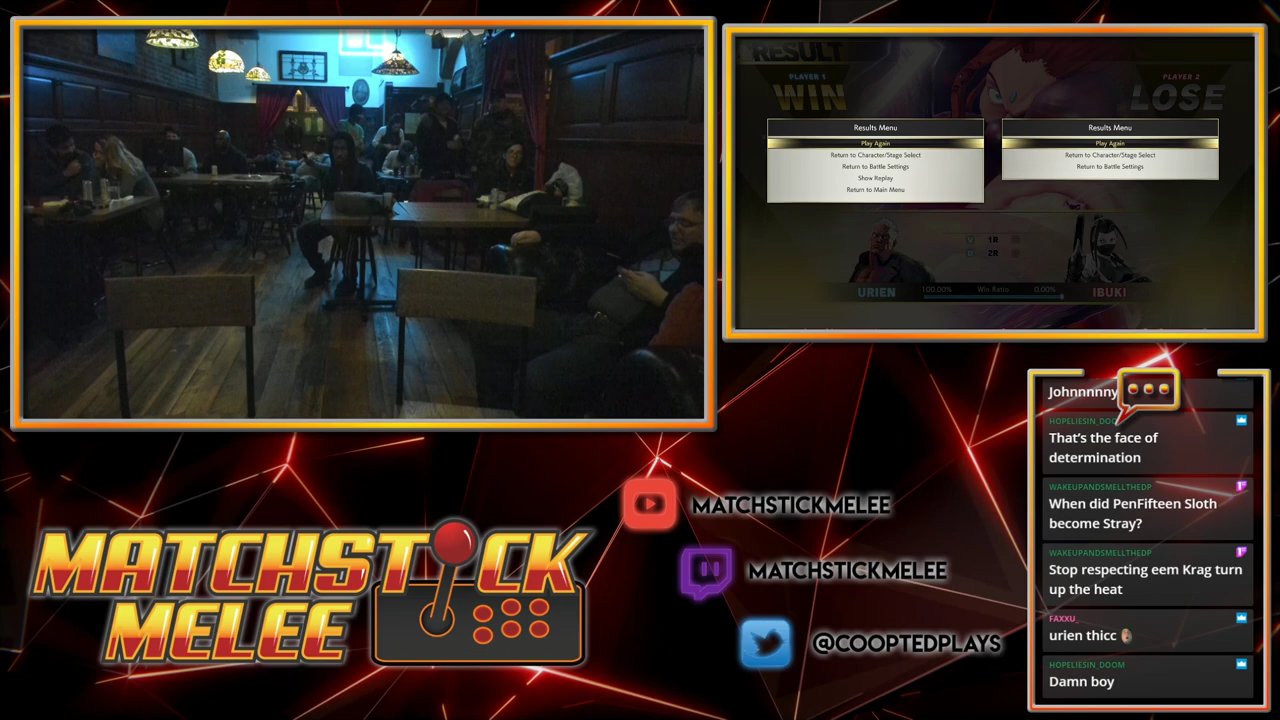 RESULT
PLAYER 1
WIN
PLAYER 2
LOSE
Results Menu
Play Again
Return to Character/Stage Select
Return to Battle Settings
Show Replay
Return to Main Menu
Results Menu
Play Again
Return to Character/Stage Select
Return to Battle Settings
1R
2R
100.00% Win Ratio 0.00%
URIEN
IBUKI
MATCHSTICK
MELEE
MATCHSTICKMELEE
MATCHSTICKMELEE
@COOPTEDPLAYS
Johnnnnny
HOPELIESIN_DOO
That's the face of
determination
WAKEUPANDSMELLTHEDP
When did PenFifteen Sloth
become Stray?
WAKEUPANDSMELLTHEDP
Stop respecting eem Krag turn
up the heat
FAXXU_
urien thicc
HOPELIESIN_DOOM
Damn boy